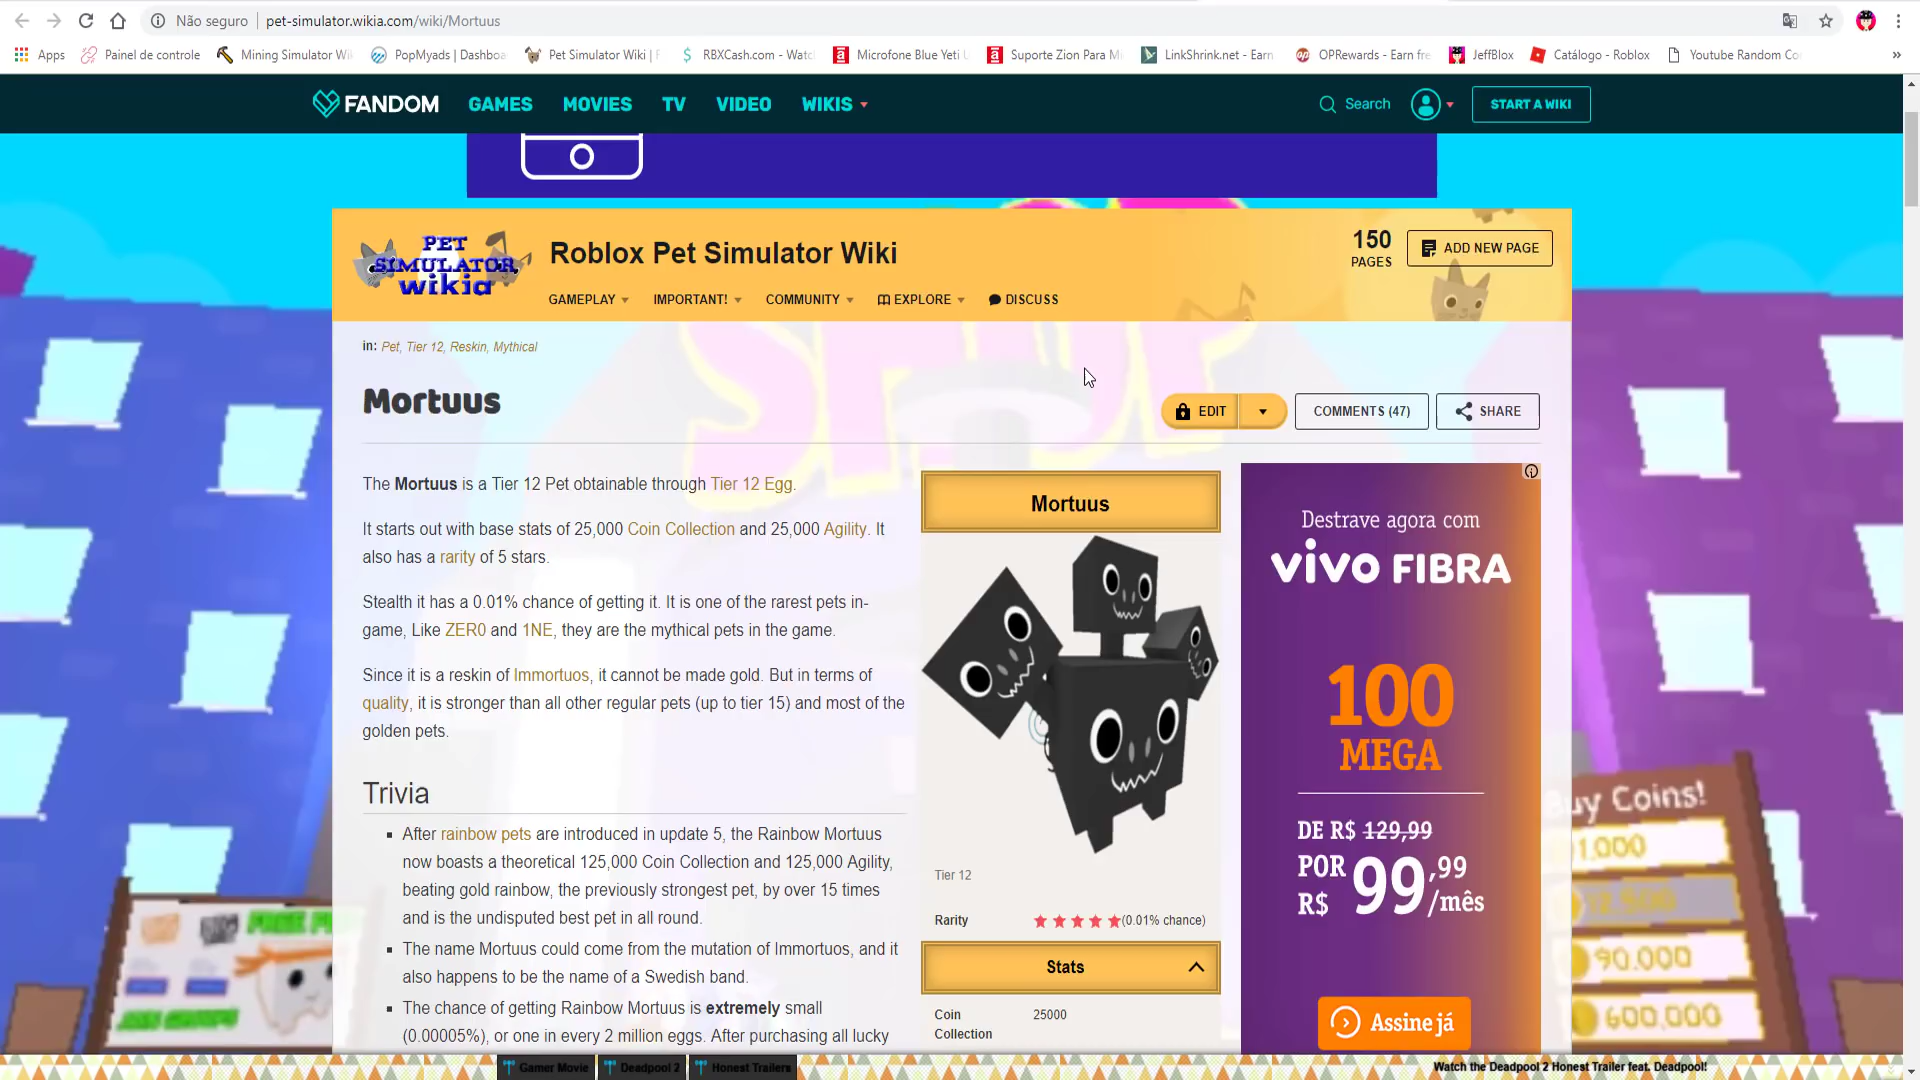 Não seguro pet-simulator.wikia.com/wiki/Mortuus
Apps Painel de controle Mining Simulator Wi PopMyads | Dashboa Pet Simulator Wiki | F RBXCash.com - Watc Microfone Blue Yeti U Suporte Zion Para Mi LinkShrink.net - Earn OPRewards - Earn fre JeffBlox Catálogo - Roblox Youtube Random Co »
FANDOM GAMES MOVIES TV VIDEO WIKIS Search START A WIKI
PET SIMULATOR wikia
Roblox Pet Simulator Wiki
150 PAGES
ADD NEW PAGE
GAMEPLAY IMPORTANT! COMMUNITY EXPLORE DISCUSS
in: Pet, Tier 12, Reskin, Mythical
Mortuus
EDIT COMMENTS (47) SHARE
The Mortuus is a Tier 12 Pet obtainable through Tier 12 Egg.
It starts out with base stats of 25,000 Coin Collection and 25,000 Agility. It
also has a rarity of 5 stars.
Stealth it has a 0.01% chance of getting it. It is one of the rarest pets in-
game, Like ZER0 and 1NE, they are the mythical pets in the game.
Since it is a reskin of Immortuos, it cannot be made gold. But in terms of
quality, it is stronger than all other regular pets (up to tier 15) and most of the
golden pets.
Trivia
After rainbow pets are introduced in update 5, the Rainbow Mortuus
now boasts a theoretical 125,000 Coin Collection and 125,000 Agility,
beating gold rainbow, the previously strongest pet, by over 15 times
and is the undisputed best pet in all round.
The name Mortuus could come from the mutation of Immortuos, and it
also happens to be the name of a Swedish band.
The chance of getting Rainbow Mortuus is extremely small
(0.00005%), or one in every 2 million eggs. After purchasing all lucky
Mortuus
Tier 12
Rarity ★★★★★(0.01% chance)
Stats
Coin Collection 25000
Destrave agora com
vivo FIBRA
100
MEGA
DE R$ 129,99
POR R$ 99,99/mês
Assine já
Buy Coins!
1,000
12,500
90,000
600,000
Gamer Movie Deadpool 2 Honest Trailers
Watch the Deadpool 2 Honest Trailer feat. Deadpool!